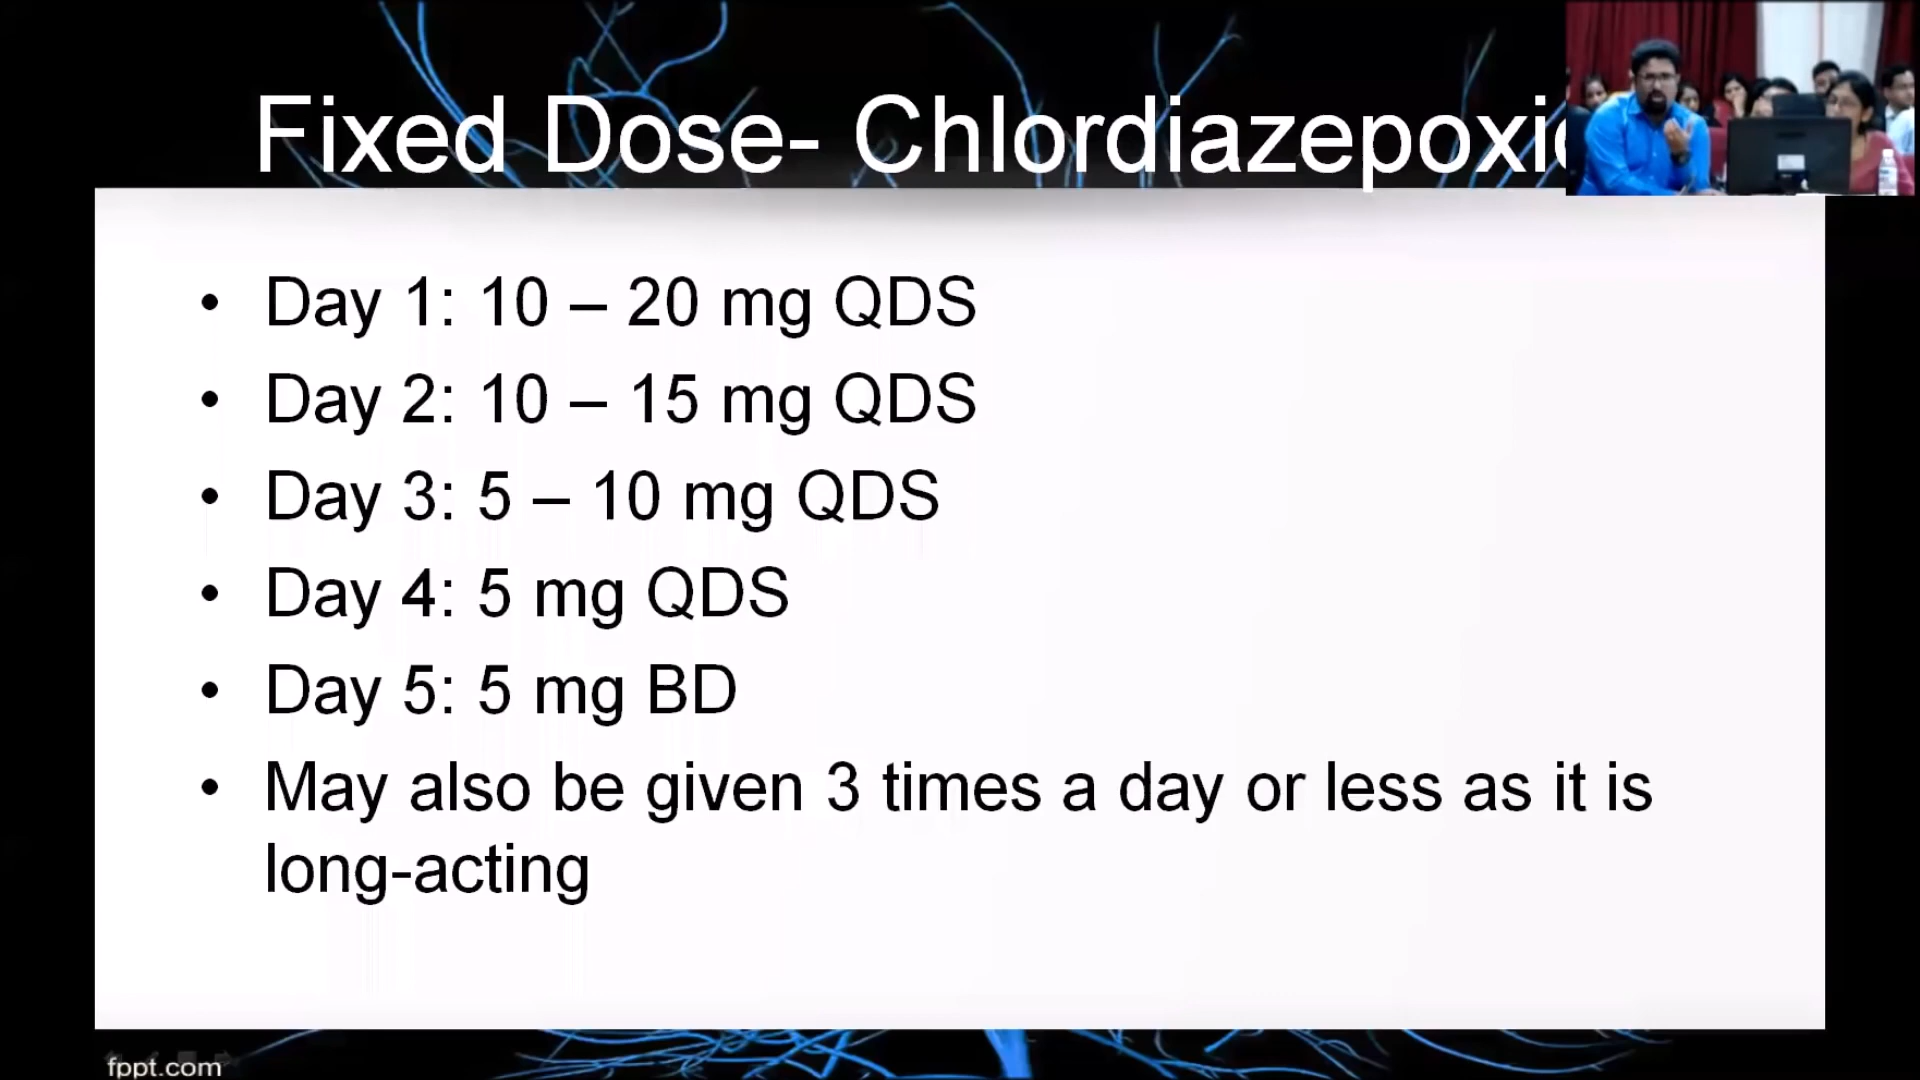 Fixed Dose- Chlordiazepoxi
• Day 1: 10 – 20 mg QDS
• Day 2: 10 – 15 mg QDS
• Day 3: 5 – 10 mg QDS
• Day 4: 5 mg QDS
• Day 5: 5 mg BD
• May also be given 3 times a day or less as it is
long-acting
fppt.com